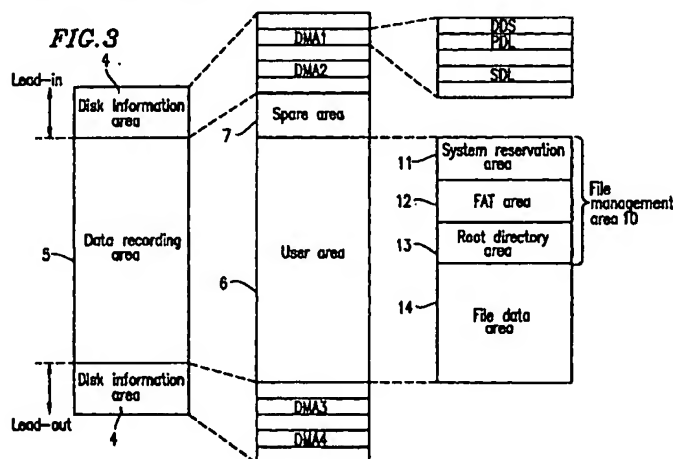 FIG.3
Lead-in
4
Disk Information
area
5
Data recording
area
Disk information
area
4
Lead-out
DMA1
DMA2
7
Spare area
6
User area
DMA3
DMA4
DDS
PDL
SDL
11
System reservation
area
12
FAT area
13
Root directory
area
File
management
area 10
14
File data
area